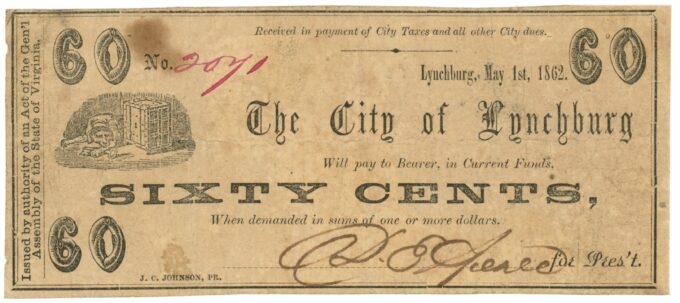 Issued by authority of an Act of the Gen'l
Assembly of the State of Virginia.
Received in payment of City Taxes and all other City dues.
60
No. 2071
60
Lynchburg, May 1st, 1862.
The City of Lynchburg
Will pay to Bearer, in Current Funds.
SIXTY CENTS,
When demanded in sums of one or more dollars.
60
for Pres't.
J. C. JOHNSON, PR.